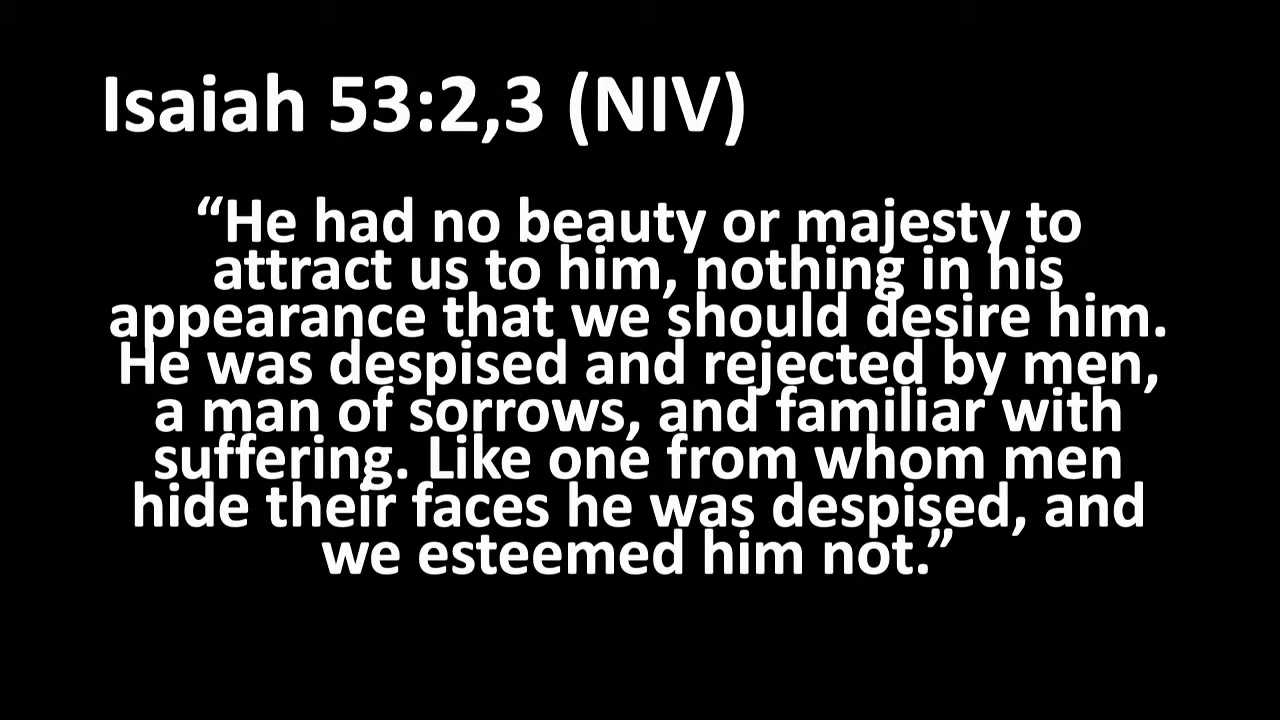 Isaiah 53:2,3 (NIV)
“He had no beauty or majesty to
attract us to him, nothing in his
appearance that we should desire him.
He was despised and rejected by men,
a man of sorrows, and familiar with
suffering. Like one from whom men
hide their faces he was despised, and
we esteemed him not.”